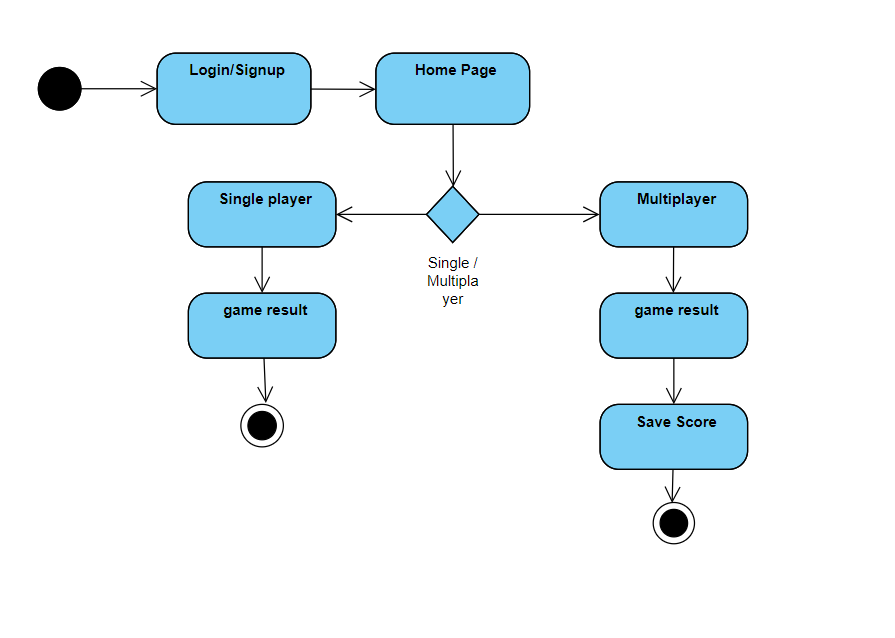 Login/Signup
Home Page
Single player
Multiplayer
Single /
Multipla
yer
game result
game result
Save Score